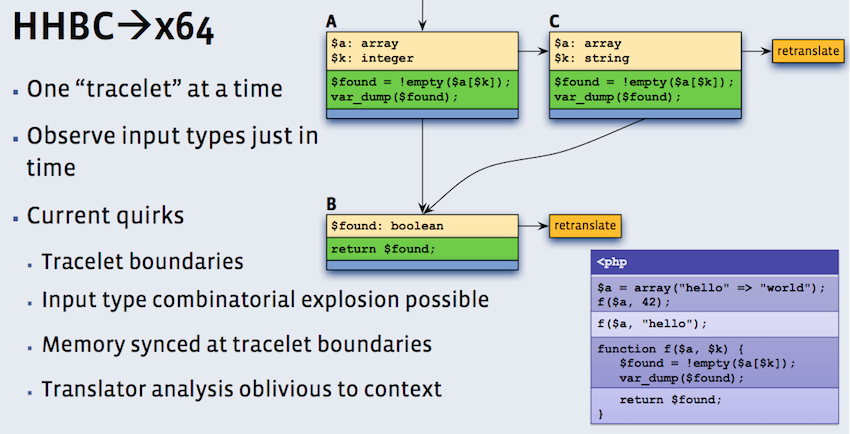 HHBC→x64
▪ One “tracelet” at a time
▪ Observe input types just in
time
▪ Current quirks
▪ Tracelet boundaries
▪ Input type combinatorial explosion possible
▪ Memory synced at tracelet boundaries
▪ Translator analysis oblivious to context
A
$a: array
$k: integer
$found = !empty($a[$k]);
var_dump($found);
C
$a: array
$k: string
$found = !empty($a[$k]);
var_dump($found);
retranslate
B
$found: boolean
return $found;
retranslate
<?php
$a = array("hello" => "world");
f($a, 42);
f($a, "hello");
function f($a, $k) {
$found = !empty($a[$k]);
var_dump($found);
return $found;
}